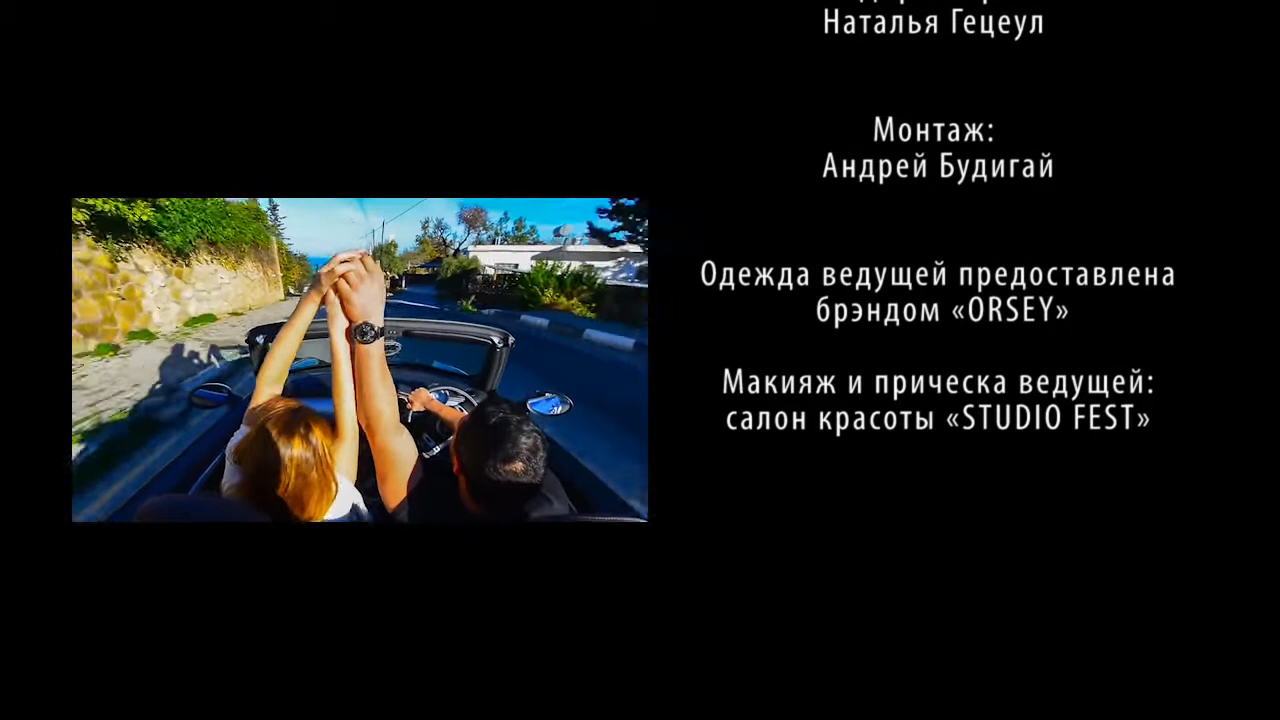 Наталья Гецеул
Монтаж:
Андрей Будигай
Одежда ведущей предоставлена
брэндом «ORSEY»
Макияж и прическа ведущей:
салон красоты «STUDIO FEST»